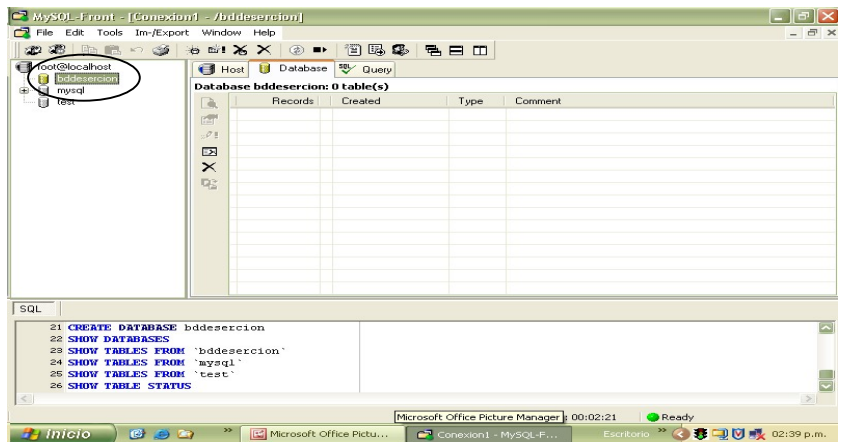 MySQL-Front - [Conexion1 - /bddesercion]
File Edit Tools Im-/Export Window Help
root@localhost
bddesercion
mysql
test
Host Database SQL Query
Database bddesercion: 0 table(s)
Records Created Type Comment
SQL
21 CREATE DATABASE bddesercion
22 SHOW DATABASES
23 SHOW TABLES FROM `bddesercion`
24 SHOW TABLES FROM `mysql`
25 SHOW TABLES FROM `test`
26 SHOW TABLE STATUS
Microsoft Office Picture Manager : 00:02:21 Ready
Inicio » Microsoft Office Pictu... Conexion1 - MySQL-F... Escritorio » 02:39 p.m.